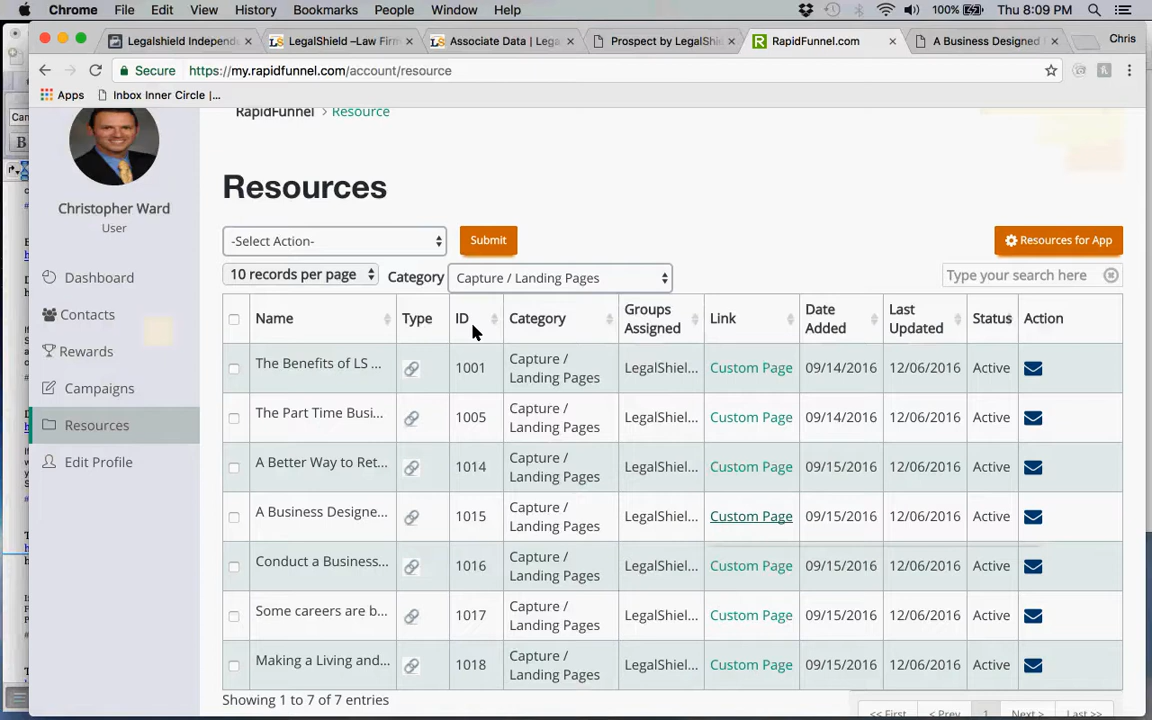 Chrome File Edit View History Bookmarks People Window Help 100% Thu 8:09 PM
Legalshield Independ LegalShield –Law Firm Associate Data | Lega Prospect by LegalShie RapidFunnel.com A Business Designed Chris
Secure https://my.rapidfunnel.com/account/resource
Apps Inbox Inner Circle |...
RapidFunnel > Resource
Christopher Ward
User
Dashboard
Contacts
Rewards
Campaigns
Resources
Edit Profile
Resources
-Select Action- Submit Resources for App
10 records per page Category Capture / Landing Pages Type your search here
Name Type ID Category Groups Assigned Link Date Added Last Updated Status Action
The Benefits of LS ... 1001 Capture / Landing Pages LegalShiel... Custom Page 09/14/2016 12/06/2016 Active
The Part Time Busi... 1005 Capture / Landing Pages LegalShiel... Custom Page 09/14/2016 12/06/2016 Active
A Better Way to Ret... 1014 Capture / Landing Pages LegalShiel... Custom Page 09/15/2016 12/06/2016 Active
A Business Designe... 1015 Capture / Landing Pages LegalShiel... Custom Page 09/15/2016 12/06/2016 Active
Conduct a Business... 1016 Capture / Landing Pages LegalShiel... Custom Page 09/15/2016 12/06/2016 Active
Some careers are b... 1017 Capture / Landing Pages LegalShiel... Custom Page 09/15/2016 12/06/2016 Active
Making a Living and... 1018 Capture / Landing Pages LegalShiel... Custom Page 09/15/2016 12/06/2016 Active
Showing 1 to 7 of 7 entries
<< First < Prev 1 Next > Last >>